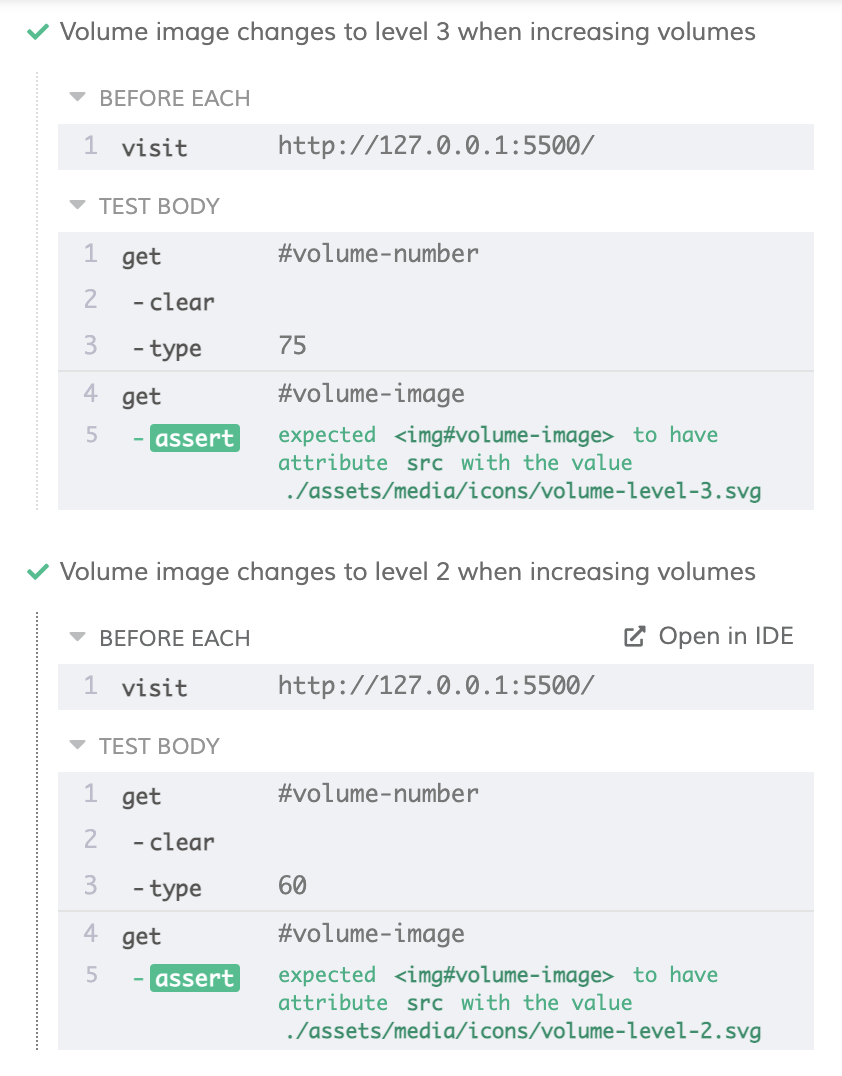 Volume image changes to level 3 when increasing volumes
BEFORE EACH
1 visit http://127.0.0.1:5500/
TEST BODY
1 get #volume-number
2 -clear
3 -type 75
4 get #volume-image
5 -assert expected <img#volume-image> to have
attribute src with the value
./assets/media/icons/volume-level-3.svg
Volume image changes to level 2 when increasing volumes
BEFORE EACH Open in IDE
1 visit http://127.0.0.1:5500/
TEST BODY
1 get #volume-number
2 -clear
3 -type 60
4 get #volume-image
5 -assert expected <img#volume-image> to have
attribute src with the value
./assets/media/icons/volume-level-2.svg